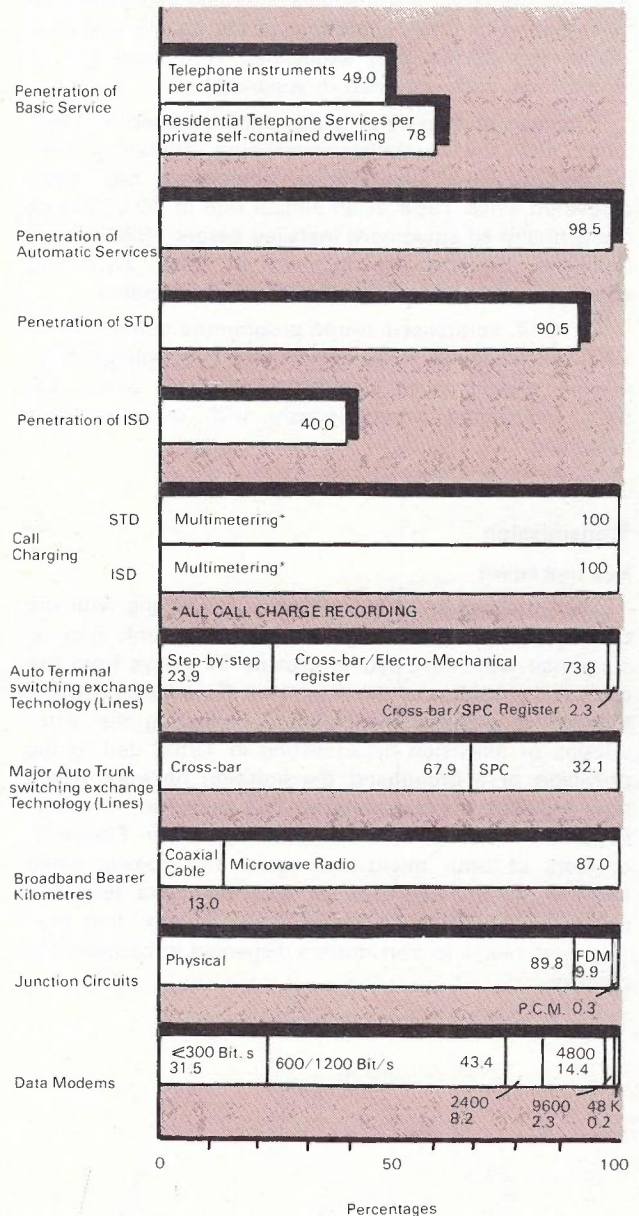 Penetration of
Basic Service
Telephone instruments
per capita 49.0
Residential Telephone Services per
private self-contained dwelling 78
Penetration of
Automatic Services
98.5
Penetration of STD
90.5
Penetration of ISD
40.0
Call
Charging
STD
Multimetering* 100
ISD
Multimetering* 100
*ALL CALL CHARGE RECORDING
Auto Terminal
switching exchange
Technology (Lines)
Step-by-step
23.9
Cross-bar/Electro-Mechanical
register 73.8
Cross-bar/SPC Register 2.3
Major Auto Trunk
switching exchange
Technology (Lines)
Cross-bar 67.9
SPC 32.1
Broadband Bearer
Kilometres
Coaxial
Cable
13.0
Microwave Radio 87.0
Junction Circuits
Physical 89.8
FDM
9.9
P.C.M. 0.3
Data Modems
⩽300 Bit. s
31.5
600/1200 Bit/s 43.4
2400
8.2
4800
14.4
9600
2.3
48 K
0.2
0 50 100
Percentages